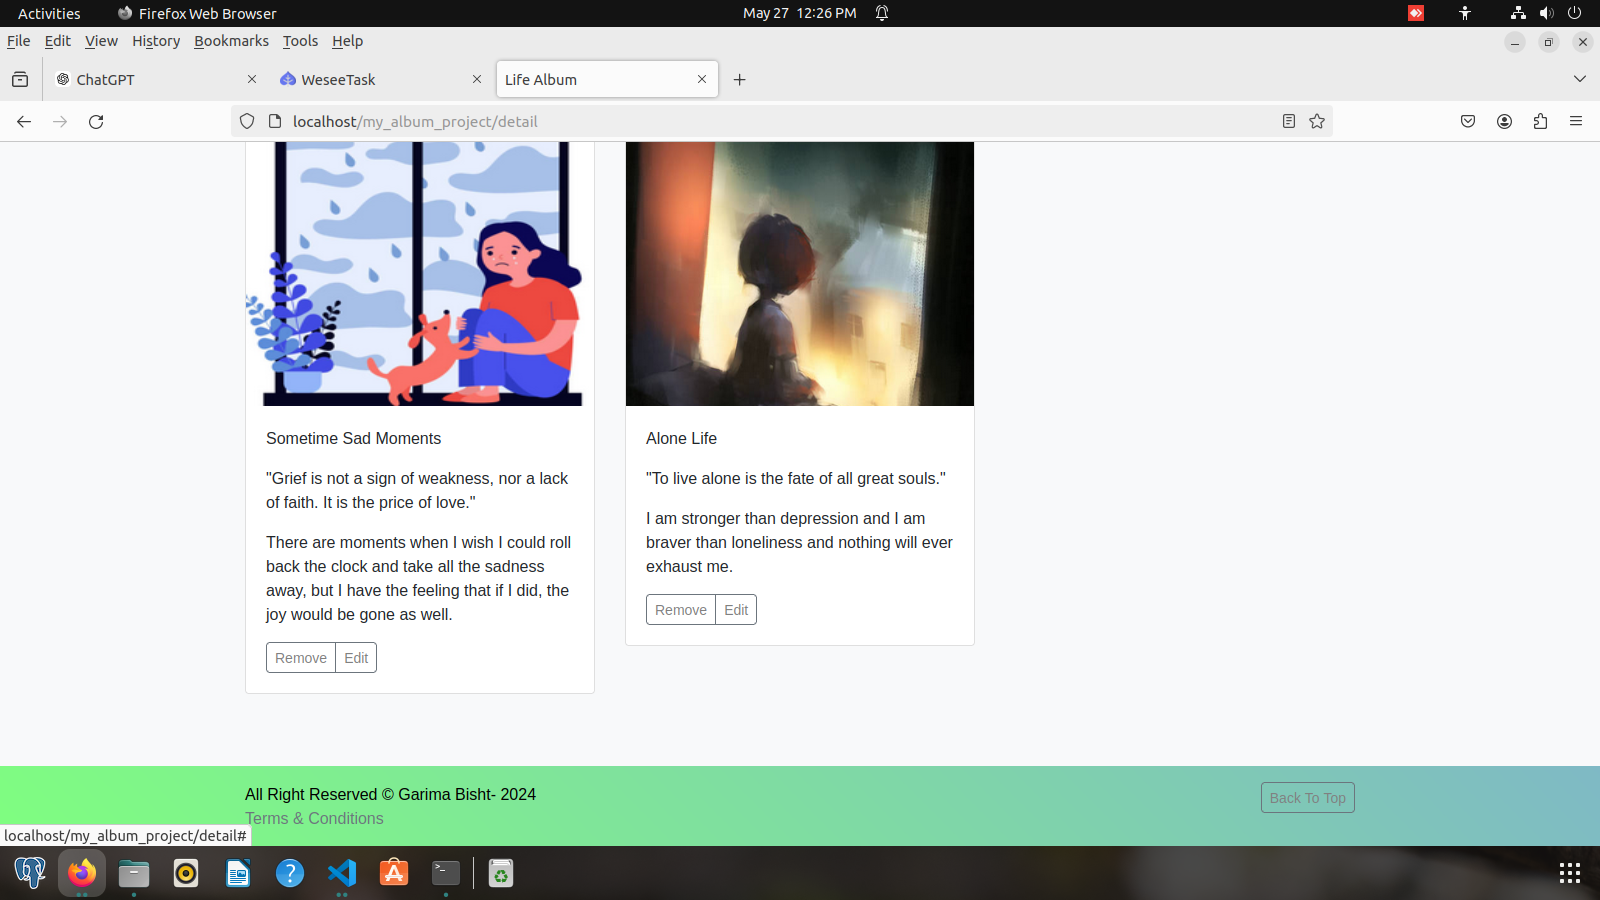 Activities
Firefox Web Browser
May 27 12:26 PM
File Edit View History Bookmarks Tools Help
ChatGPT
WeseeTask
Life Album
localhost/my_album_project/detail
Sometime Sad Moments
"Grief is not a sign of weakness, nor a lack
of faith. It is the price of love."
There are moments when I wish I could roll
back the clock and take all the sadness
away, but I have the feeling that if I did, the
joy would be gone as well.
Remove Edit
Alone Life
"To live alone is the fate of all great souls."
I am stronger than depression and I am
braver than loneliness and nothing will ever
exhaust me.
Remove Edit
All Right Reserved © Garima Bisht- 2024
Terms & Conditions
Back To Top
localhost/my_album_project/detail#